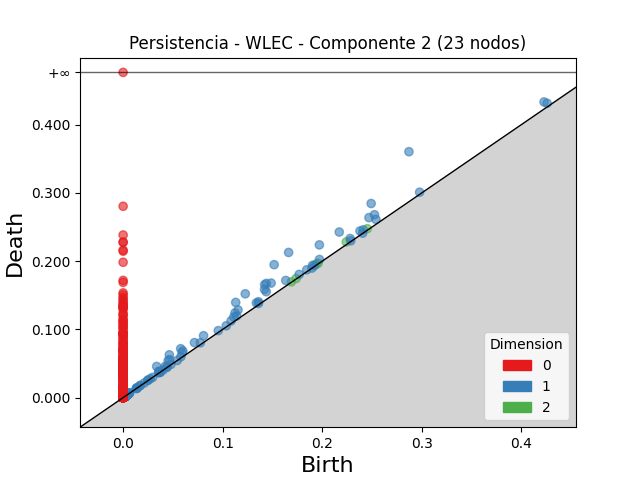 Persistencia - WLEC - Componente 2 (23 nodos)
+∞
0.400
0.300
0.200
0.100
0.000
Death
Dimension
0
1
2
0.0 0.1 0.2 0.3 0.4
Birth